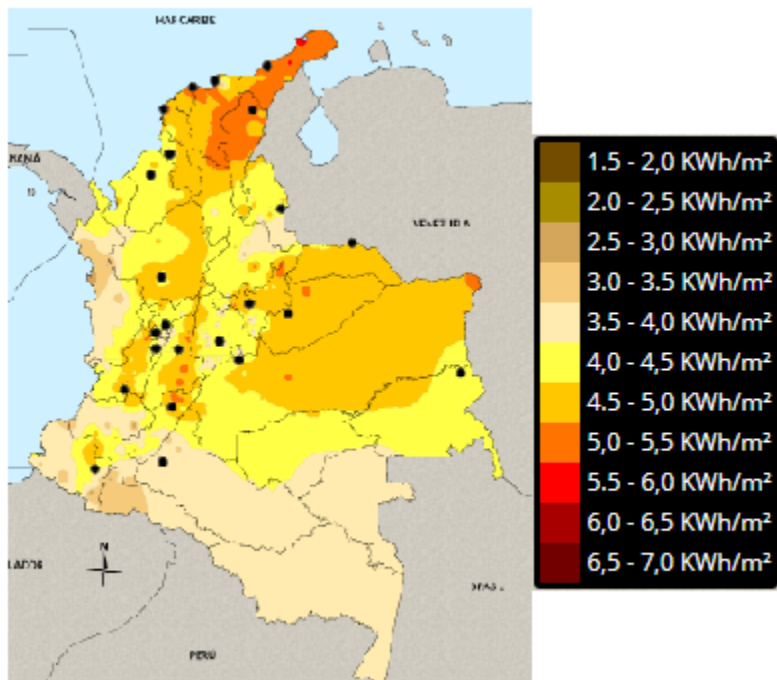 MAR CARIBE
1.5 - 2,0 KWh/m²
2.0 - 2,5 KWh/m²
2.5 - 3,0 KWh/m²
3.0 - 3.5 KWh/m²
3.5 - 4,0 KWh/m²
4,0 - 4,5 KWh/m²
4.5 - 5,0 KWh/m²
5,0 - 5,5 KWh/m²
5.5 - 6,0 KWh/m²
6,0 - 6,5 KWh/m²
6,5 - 7,0 KWh/m²
N
PERÚ